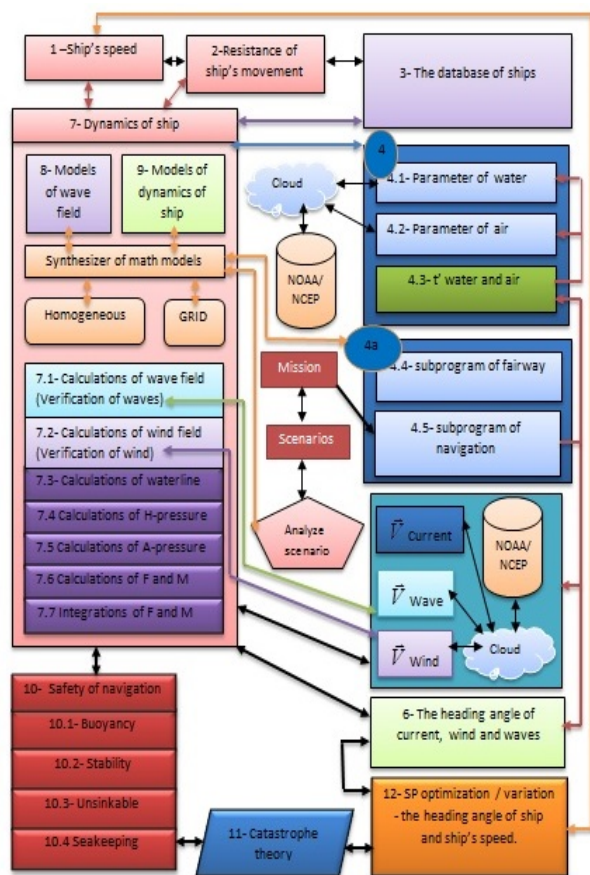 1 –Ship's speed
2-Resistance of
ship's movement
3- The database of ships
7- Dynamics of ship
8- Models
of wave
field
9- Models of
dynamics of
ship
Synthesizer of math models
Homogeneous
GRID
Cloud
NOAA/
NCEP
4
4.1- Parameter of water
4.2- Parameter of air
4.3- t' water and air
4a
4.4- subprogram of fairway
4.5- subprogram of
navigation
Mission
Scenarios
Analyze
scenario
7.1- Calculations of wave field
(Verification of waves)
7.2- Calculations of wind field
(Verification of wind)
7.3- Calculations of waterline
7.4 Calculations of H-pressure
7.5 Calculations of A-pressure
7.6 Calculations of F and M
7.7 Integrations of F and M
V⃗ Current
V⃗ Wave
V⃗ Wind
NOAA/
NCEP
Cloud
6- The heading angle of
current, wind and waves
10- Safety of navigation
10.1- Buoyancy
10.2- Stability
10.3- Unsinkable
10.4 Seakeeping
11- Catastrophe
theory
12- SP optimization / variation
- the heading angle of ship
and ship's speed.